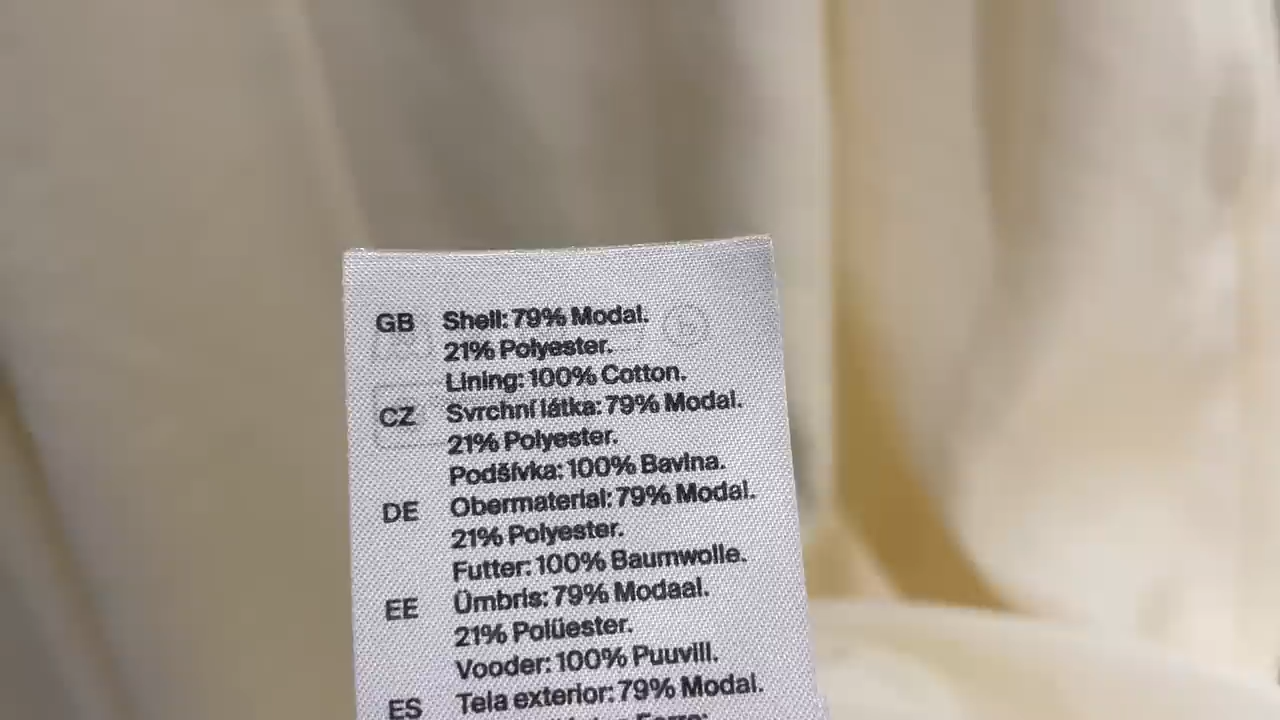 GB Shell: 79% Modal.
21% Polyester.
Lining: 100% Cotton.
CZ Svrchní látka: 79% Modal.
21% Polyester.
Podšívka: 100% Bavlna.
DE Obermaterial: 79% Modal.
21% Polyester.
Futter: 100% Baumwolle.
EE Ümbris: 79% Modaal.
21% Polüester.
Vooder: 100% Puuvill.
ES Tela exterior: 79% Modal.